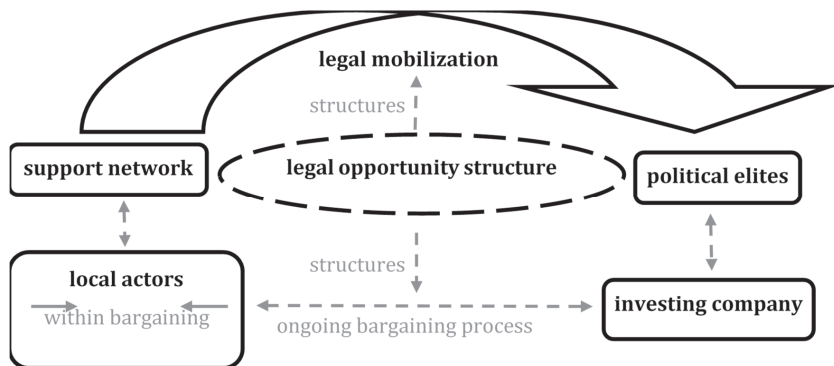 legal mobilization
structures
support network
legal opportunity structure
political elites
structures
local actors
within bargaining
ongoing bargaining process
investing company